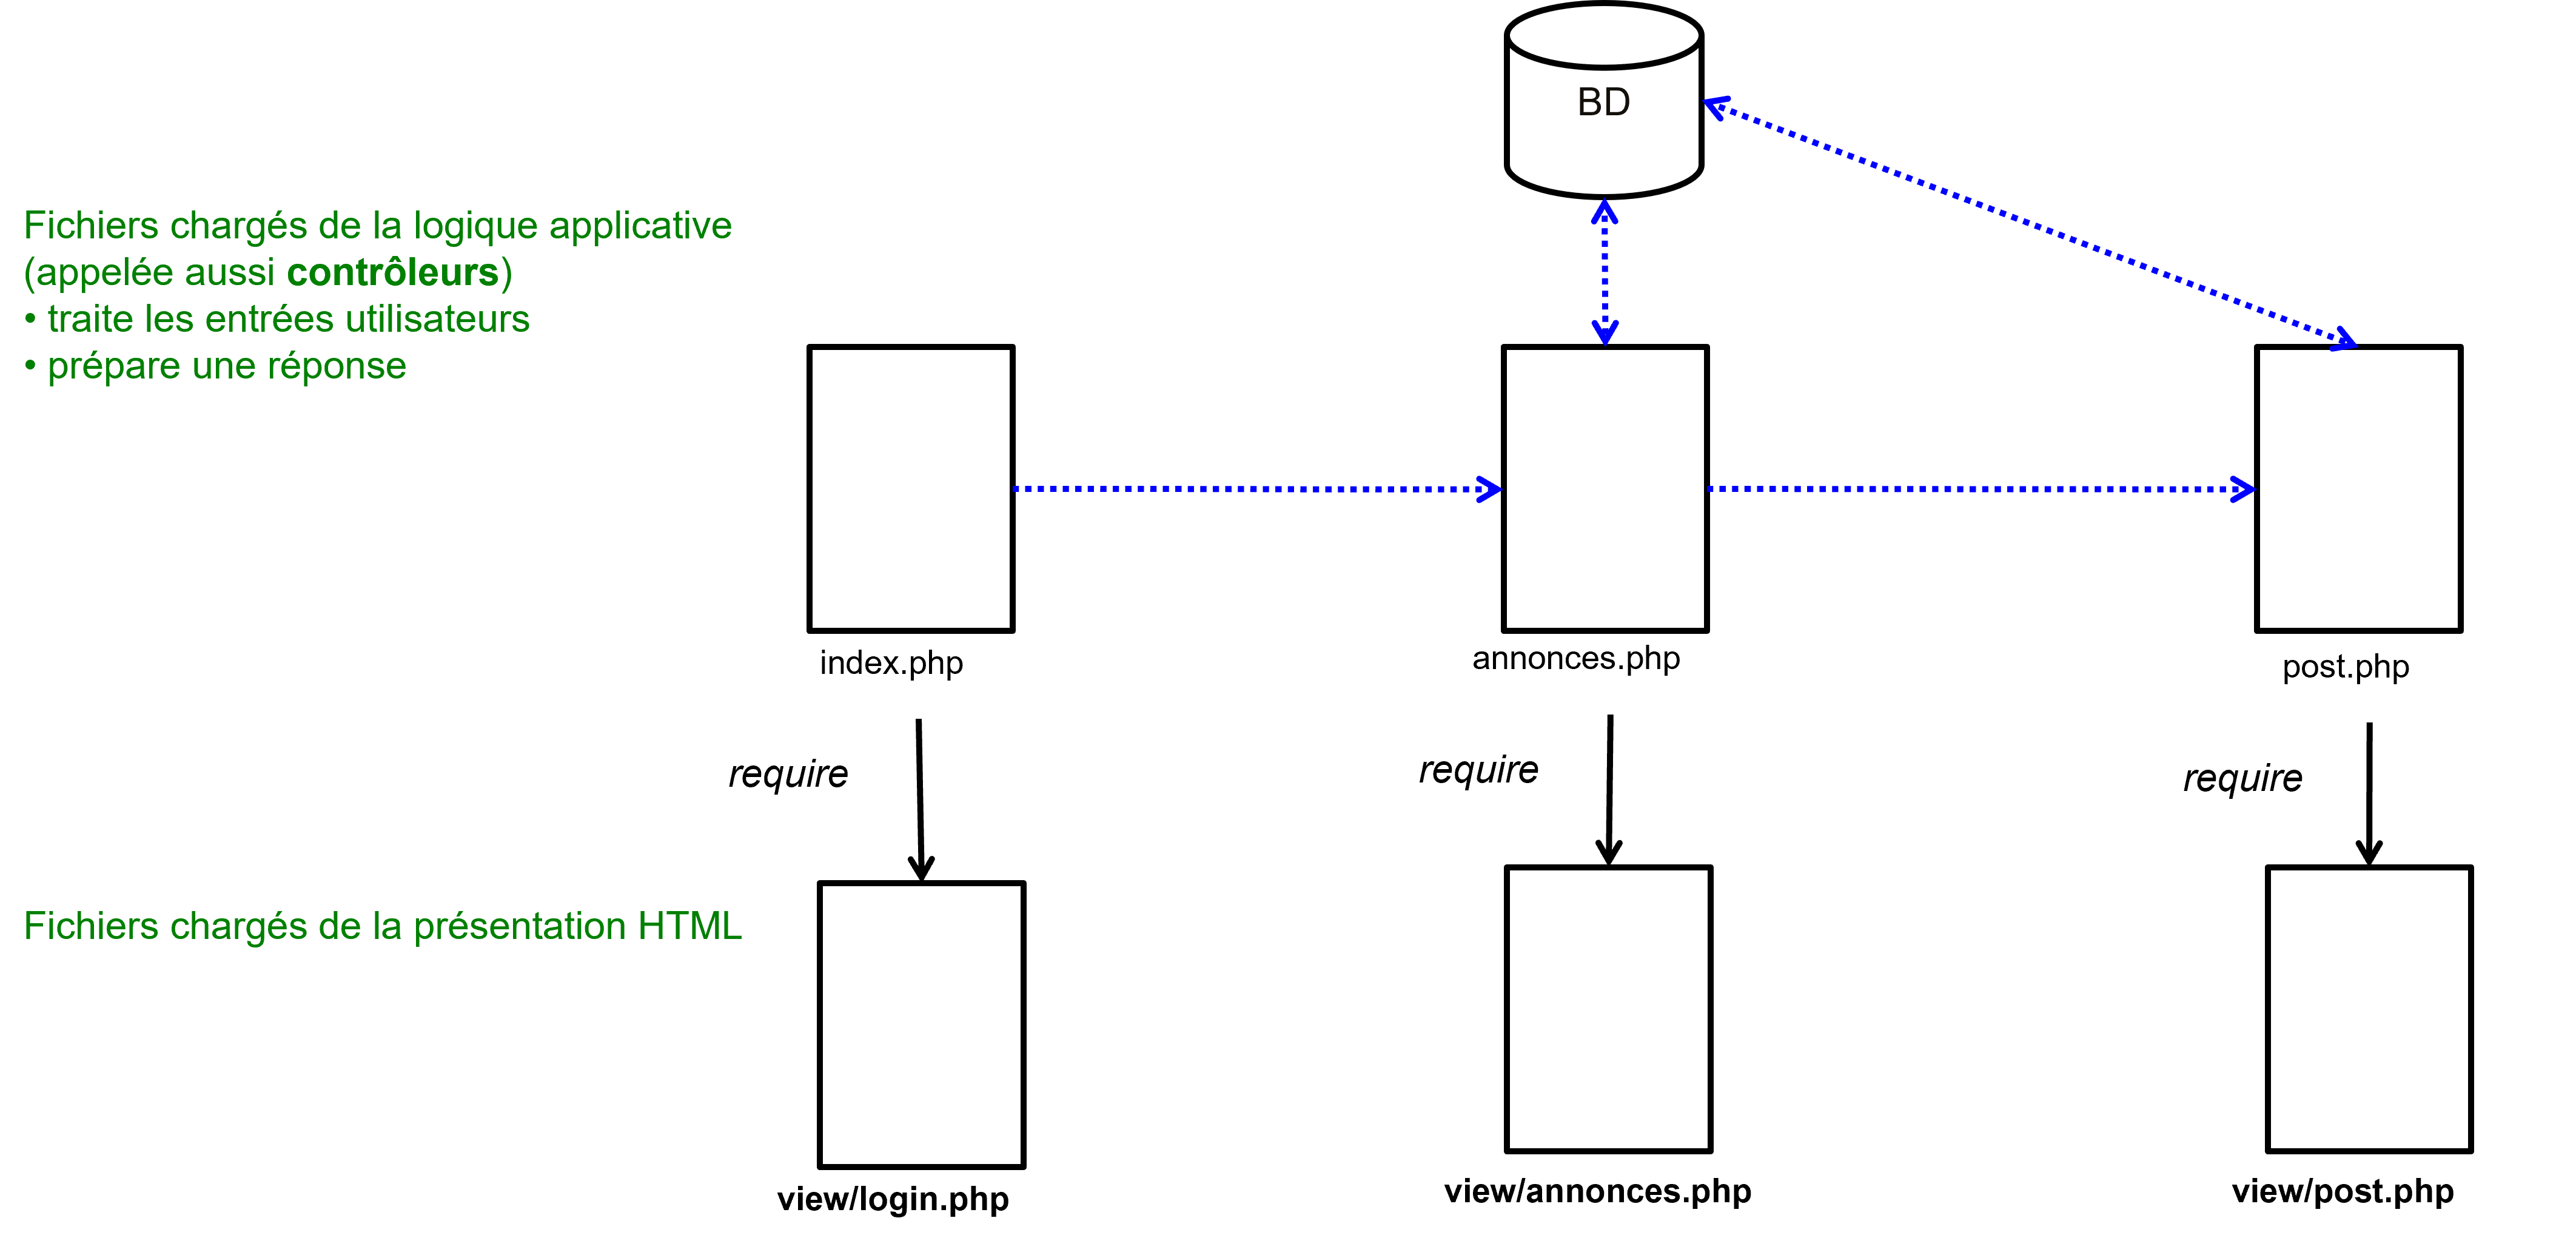 BD
Fichiers chargés de la logique applicative
(appelée aussi contrôleurs)
• traite les entrées utilisateurs
• prépare une réponse
index.php
annonces.php
post.php
require
require
require
Fichiers chargés de la présentation HTML
view/login.php
view/annonces.php
view/post.php